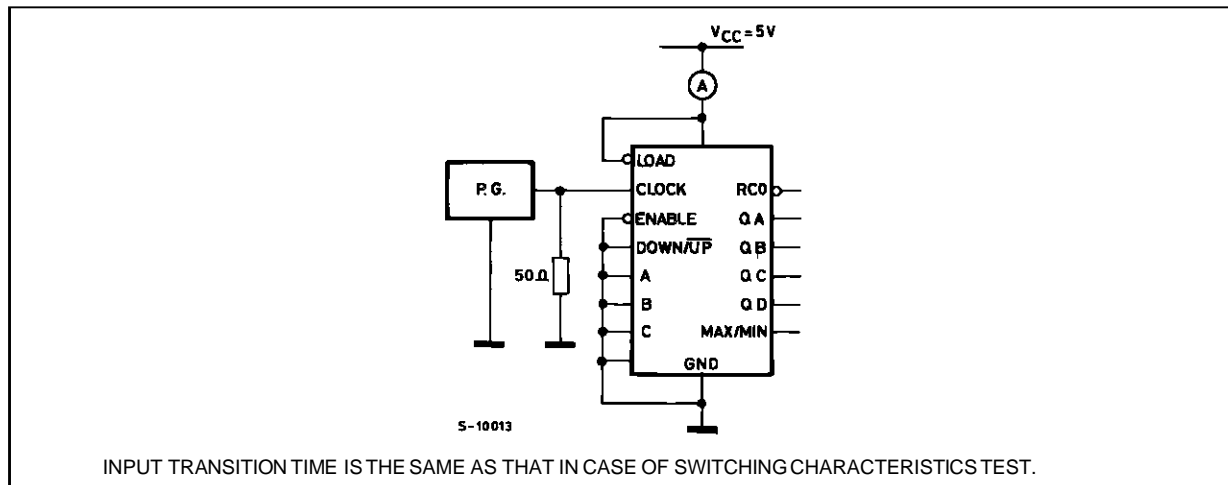 VCC=5V
A
LOAD
P.G.
CLOCK
RCO
ENABLE
QA
DOWN/UP
QB
50Ω
A
QC
B
QD
C
MAX/MIN
GND
S-10013
INPUT TRANSITION TIME IS THE SAME AS THAT IN CASE OF SWITCHING CHARACTERISTICS TEST.